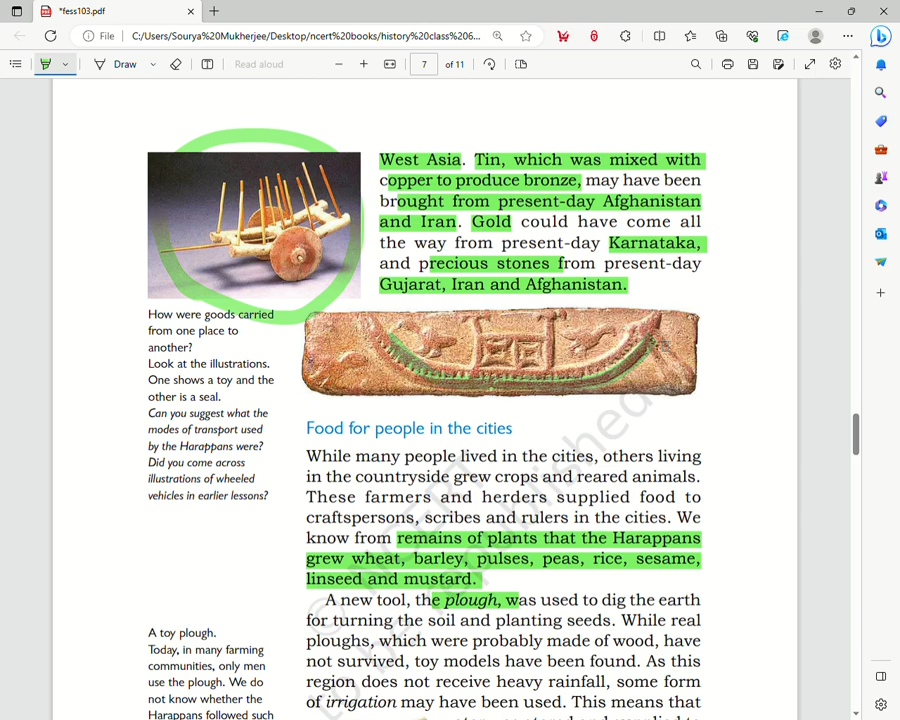 *fess103.pdf
File
C:/Users/Sourya%20Mukherjee/Desktop/ncert%20books/history%20class%206...
Draw
Read aloud
7
of 11
West Asia. Tin, which was mixed with
copper to produce bronze, may have been
brought from present-day Afghanistan
and Iran. Gold could have come all
the way from present-day Karnataka,
and precious stones from present-day
Gujarat, Iran and Afghanistan.
How were goods carried
from one place to
another?
Look at the illustrations.
One shows a toy and the
other is a seal.
Can you suggest what the
modes of transport used
by the Harappans were?
Did you come across
illustrations of wheeled
vehicles in earlier lessons?
Food for people in the cities
While many people lived in the cities, others living
in the countryside grew crops and reared animals.
These farmers and herders supplied food to
craftspersons, scribes and rulers in the cities. We
know from remains of plants that the Harappans
grew wheat, barley, pulses, peas, rice, sesame,
linseed and mustard.
A new tool, the plough, was used to dig the earth
for turning the soil and planting seeds. While real
ploughs, which were probably made of wood, have
not survived, toy models have been found. As this
region does not receive heavy rainfall, some form
of irrigation may have been used. This means that
A toy plough.
Today, in many farming
communities, only men
use the plough. We do
not know whether the
Harappans followed such
© NCERT
to be republished